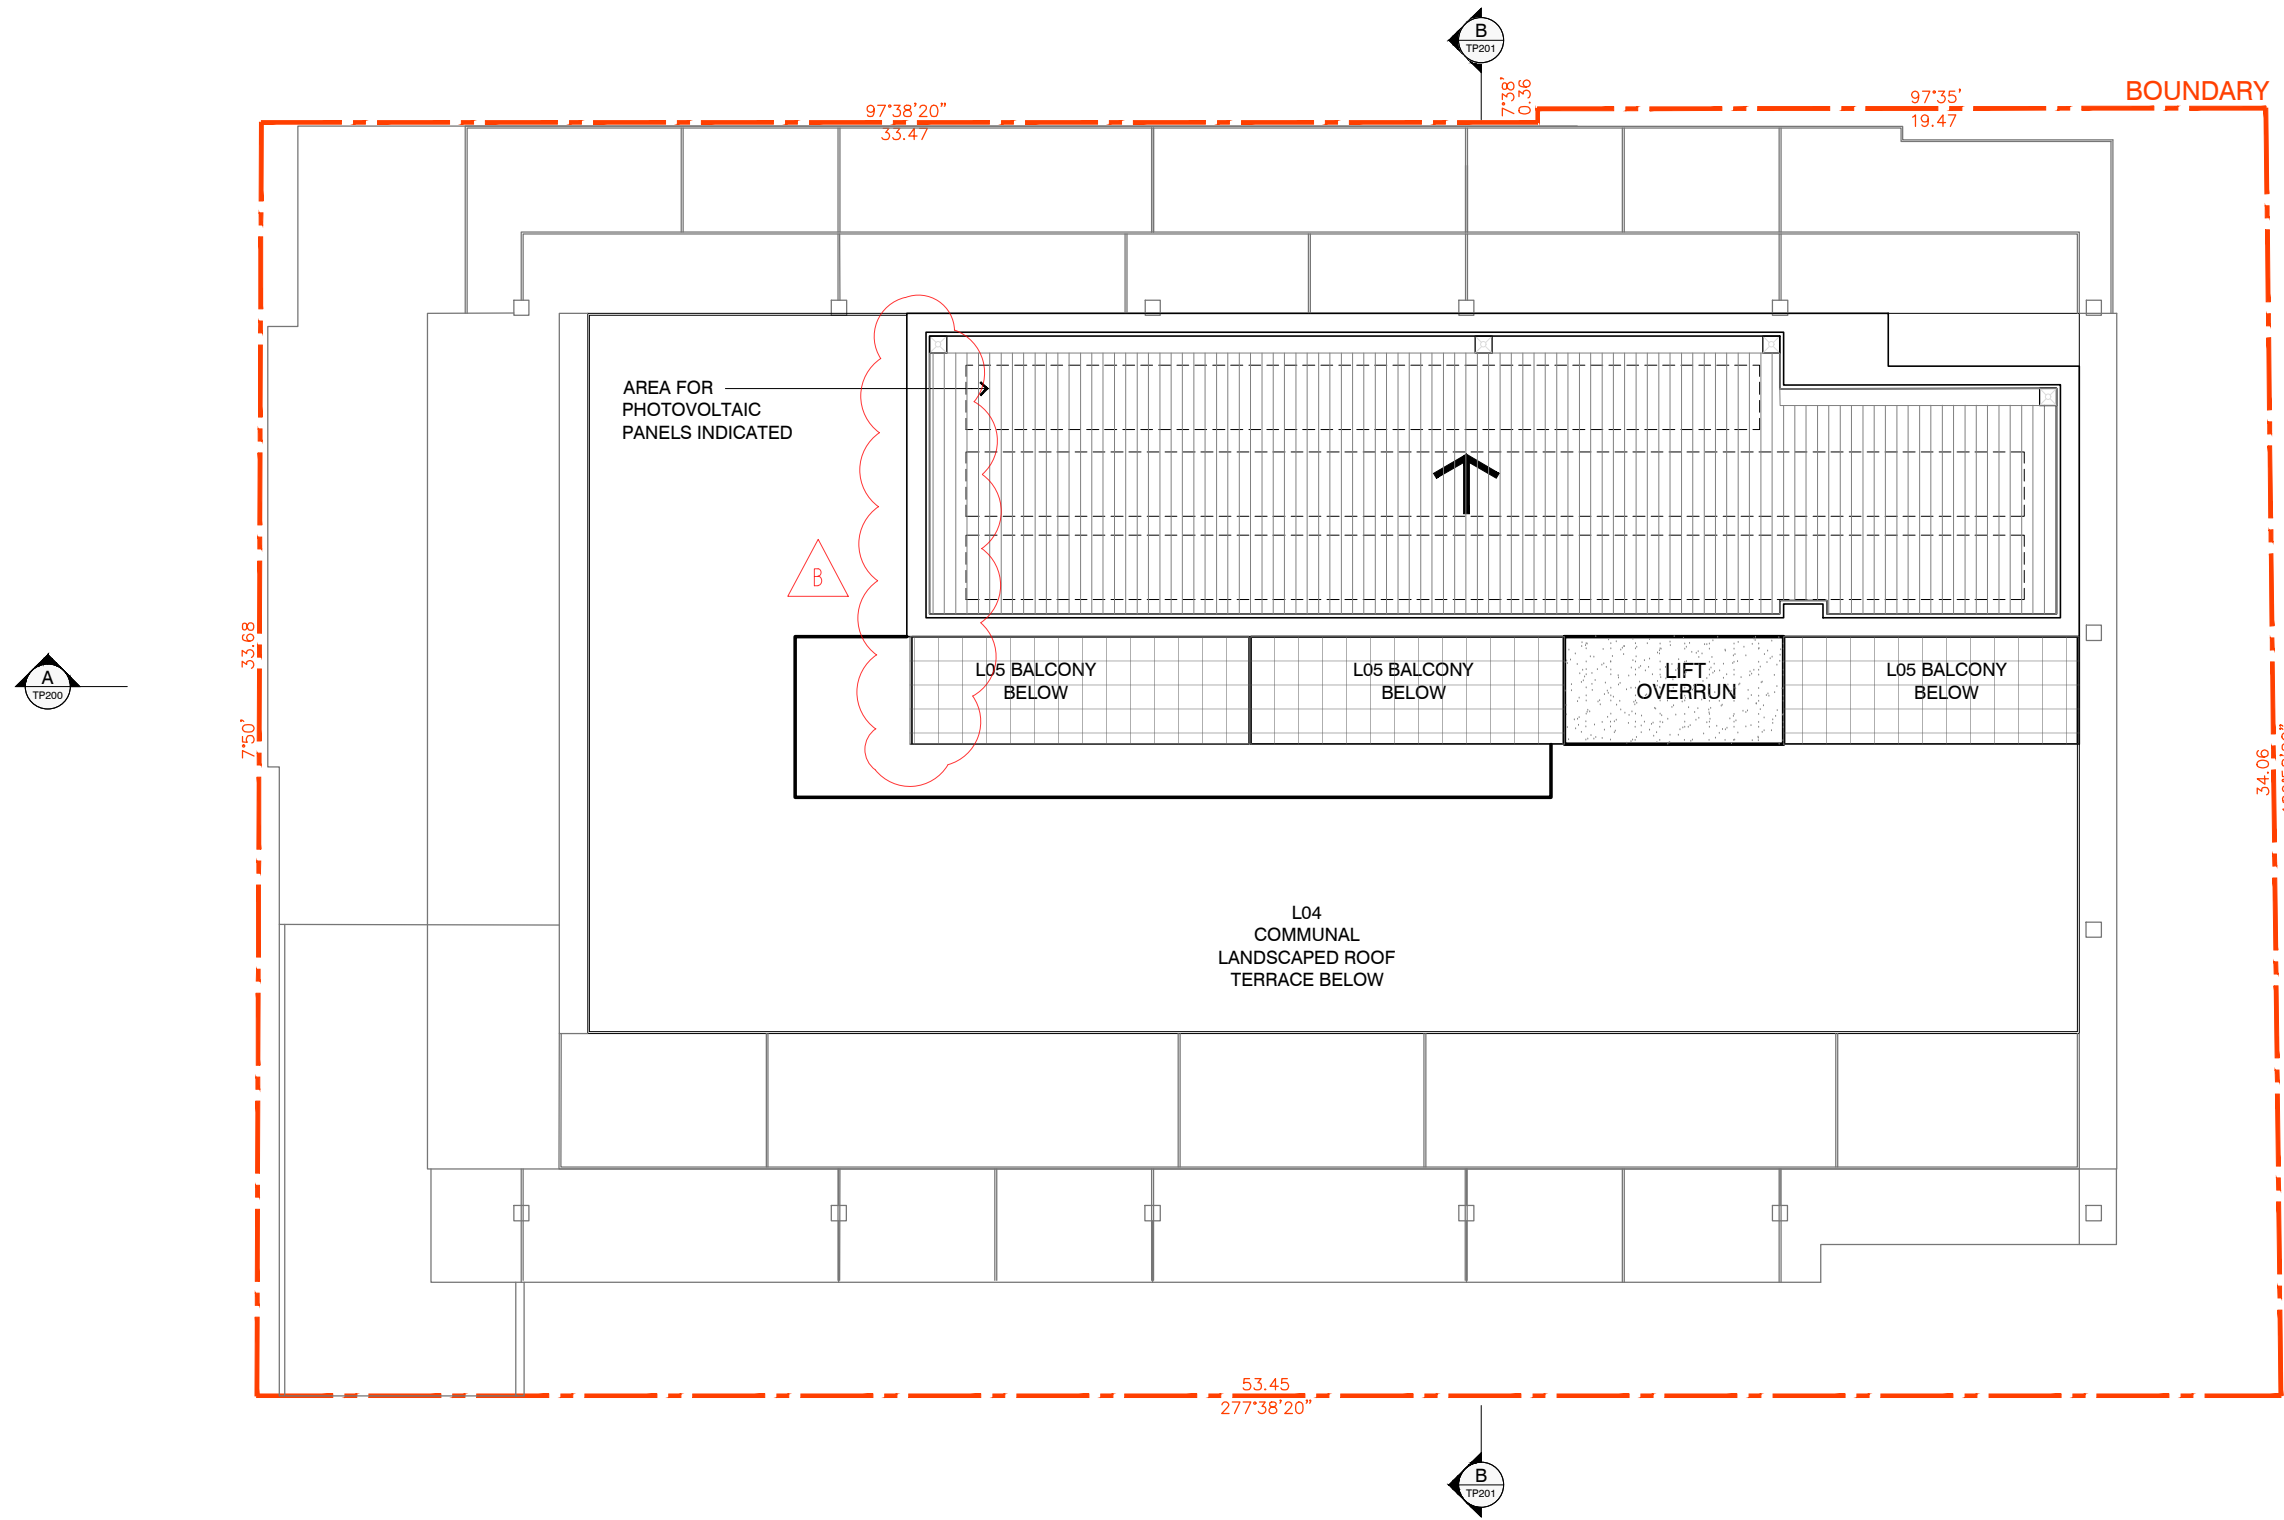 B
TP201
7°38'
0.36
97°38'20"
33.47
97°35'
19.47
BOUNDARY
AREA FOR
PHOTOVOLTAIC
PANELS INDICATED
B
33.68
7°50'
A
TP200
L05 BALCONY
BELOW
L05 BALCONY
BELOW
LIFT
OVERRUN
L05 BALCONY
BELOW
34.06
L04
COMMUNAL
LANDSCAPED ROOF
TERRACE BELOW
53.45
277°38'20"
B
TP201